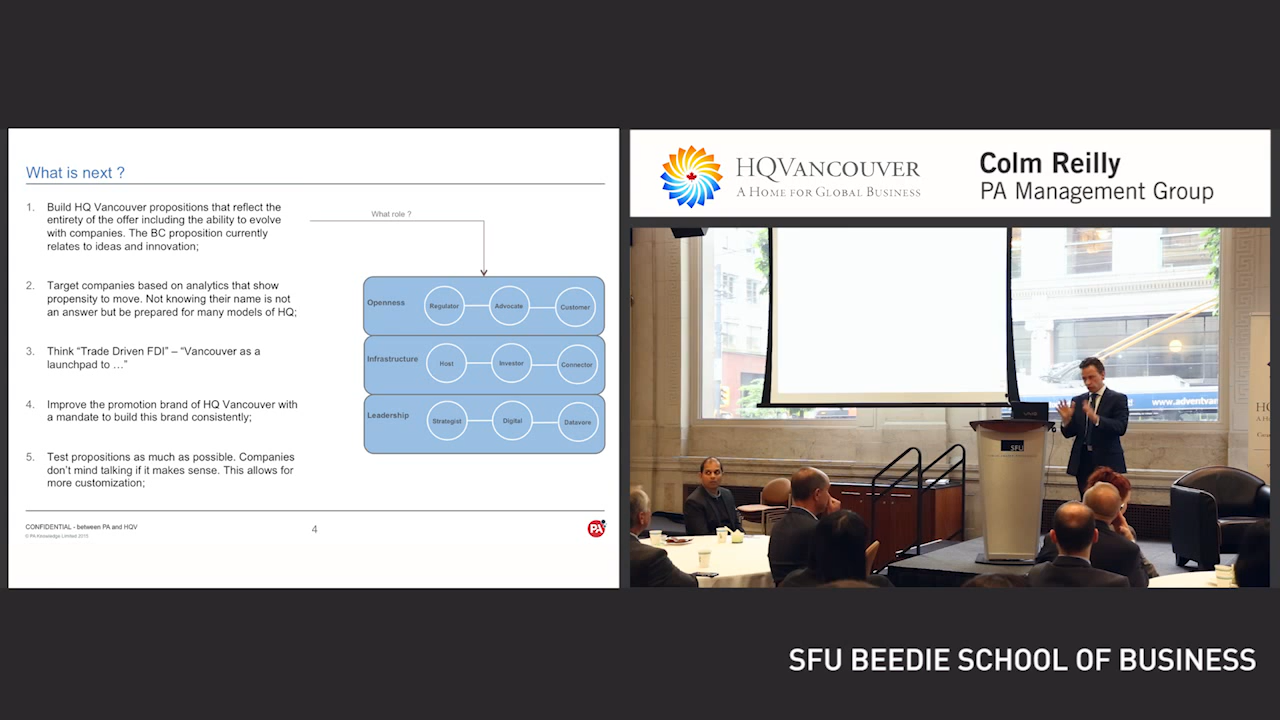 What is next ?
1. Build HQ Vancouver propositions that reflect the
entirety of the offer including the ability to evolve
with companies. The BC proposition currently
relates to ideas and innovation;
2. Target companies based on analytics that show
propensity to move. Not knowing their name is not
an answer but be prepared for many models of HQ;
3. Think “Trade Driven FDI” – “Vancouver as a
launchpad to …”
4. Improve the promotion brand of HQ Vancouver with
a mandate to build this brand consistently;
5. Test propositions as much as possible. Companies
don’t mind talking if it makes sense. This allows for
more customization;
What role ?
Openness
Regulator
Advocate
Customer
Infrastructure
Host
Investor
Connector
Leadership
Strategist
Digital
Datavore
CONFIDENTIAL - between PA and HQV
© PA Knowledge Limited 2015
4
PA
HQVANCOUVER
A HOME FOR GLOBAL BUSINESS
Colm Reilly
PA Management Group
www.adventva
SFU
SFU BEEDIE SCHOOL OF BUSINESS